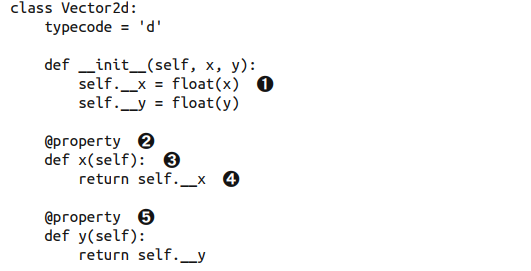 class Vector2d:
    typecode = 'd'

    def __init__(self, x, y):
        self.__x = float(x) ❶
        self.__y = float(y)

    @property ❷
    def x(self): ❸
        return self.__x ❹

    @property ❺
    def y(self):
        return self.__y